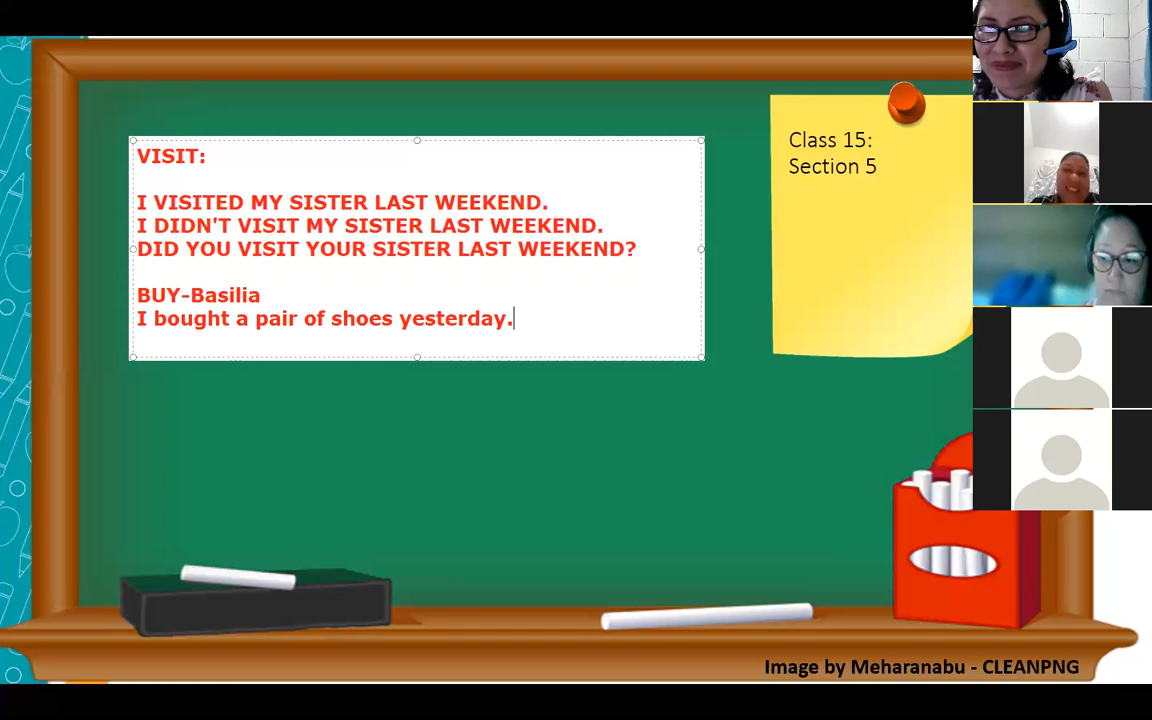 VISIT:
I VISITED MY SISTER LAST WEEKEND.
I DIDN'T VISIT MY SISTER LAST WEEKEND.
DID YOU VISIT YOUR SISTER LAST WEEKEND?
BUY-Basilia
I bought a pair of shoes yesterday.
Class 15:
Section 5
Image by Meharanabu - CLEANPNG